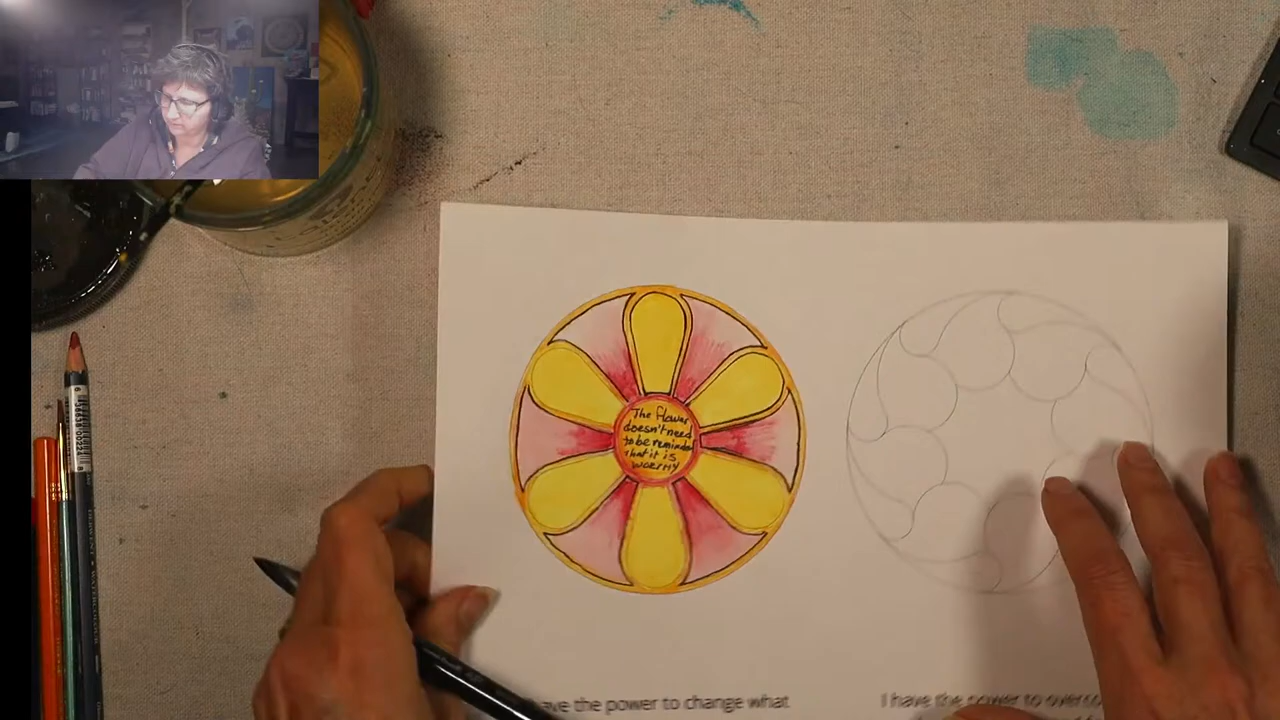 The flower
doesn't need
to be reminded
that it is
WORTHY
ave the power to change what
I have the power to overco